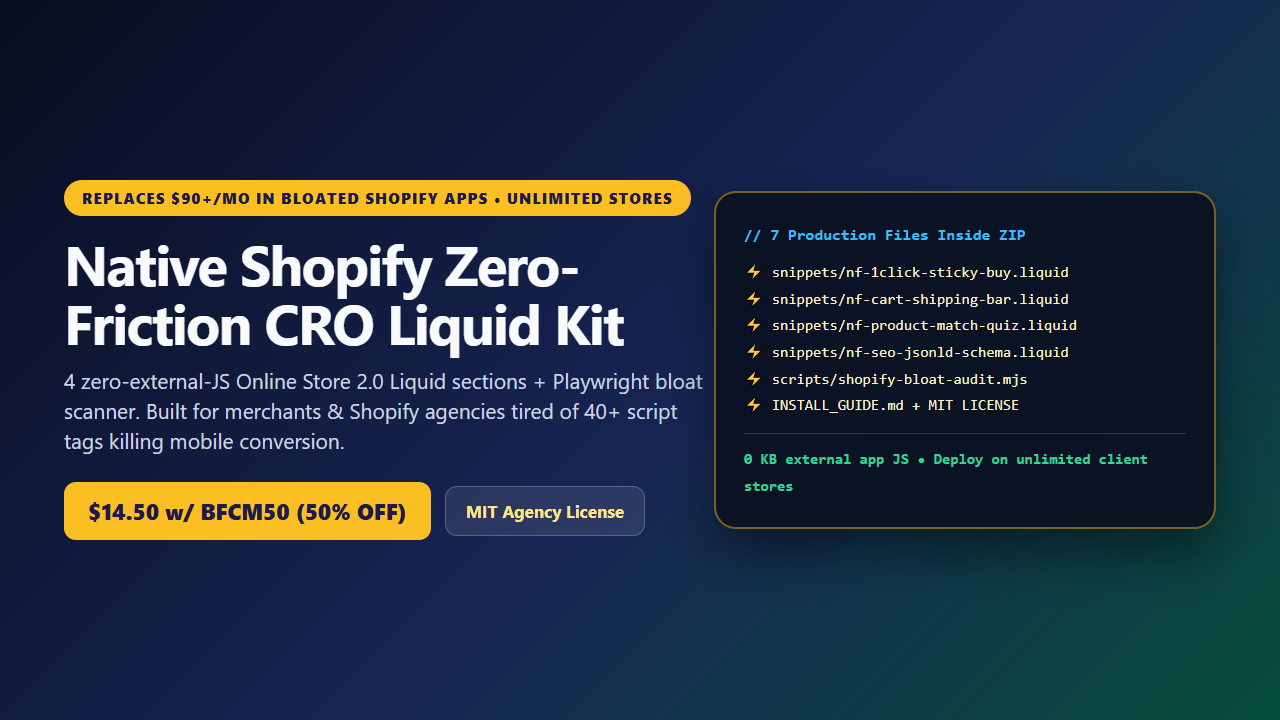 REPLACES $90+/MO IN BLOATED SHOPIFY APPS • UNLIMITED STORES
Native Shopify Zero-
Friction CRO Liquid Kit
4 zero-external-JS Online Store 2.0 Liquid sections + Playwright bloat
scanner. Built for merchants & Shopify agencies tired of 40+ script
tags killing mobile conversion.
$14.50 w/ BFCM50 (50% OFF)
MIT Agency License
// 7 Production Files Inside ZIP
⚡ snippets/nf-1click-sticky-buy.liquid
⚡ snippets/nf-cart-shipping-bar.liquid
⚡ snippets/nf-product-match-quiz.liquid
⚡ snippets/nf-seo-jsonld-schema.liquid
⚡ scripts/shopify-bloat-audit.mjs
⚡ INSTALL_GUIDE.md + MIT LICENSE
0 KB external app JS • Deploy on unlimited client
stores